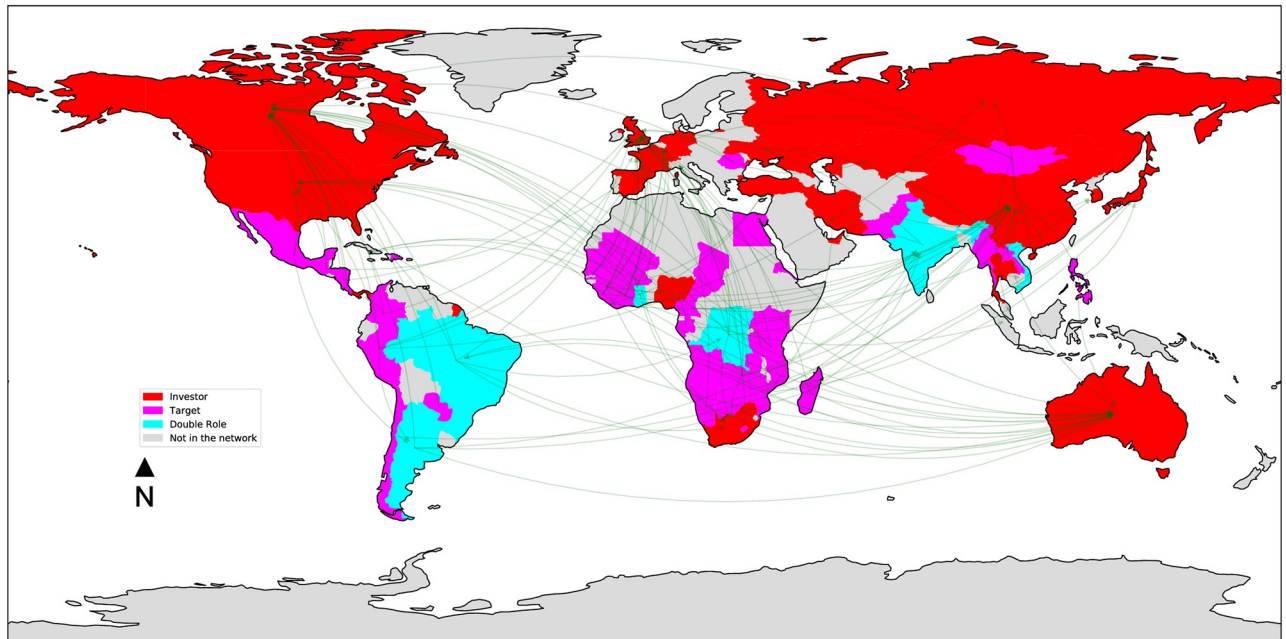 Investor
Target
Double Role
Not in the network
N